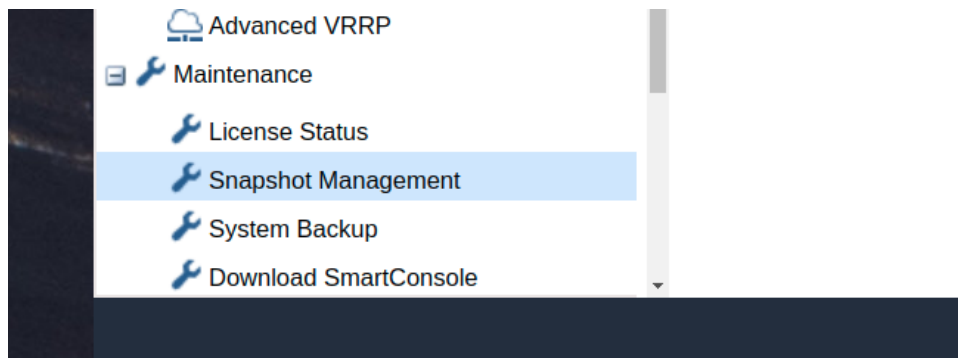 Advanced VRRP
Maintenance
License Status
Snapshot Management
System Backup
Download SmartConsole